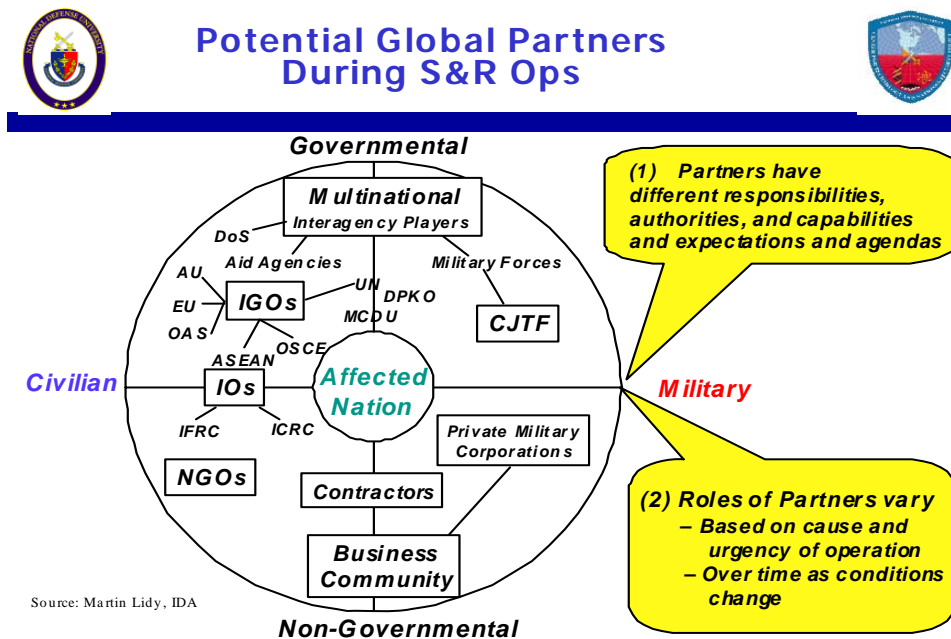 Potential Global Partners
During S&R Ops
NATIONAL DEFENSE UNIVERSITY
Governmental
Multinational
Interagency Players
DoS
Aid Agencies
Military Forces
AU
EU
OAS
IGOs
UN
DPKO
MCDU
CJTF
ASEAN
OSCE
Civilian
IOs
Affected
Nation
Military
IFRC
ICRC
NGOs
Private Military
Corporations
Contractors
Business
Community
Non-Governmental
(1) Partners have
different responsibilities,
authorities, and capabilities
and expectations and agendas
(2) Roles of Partners vary
– Based on cause and
urgency of operation
– Over time as conditions
change
Source: Martin Lidy, IDA